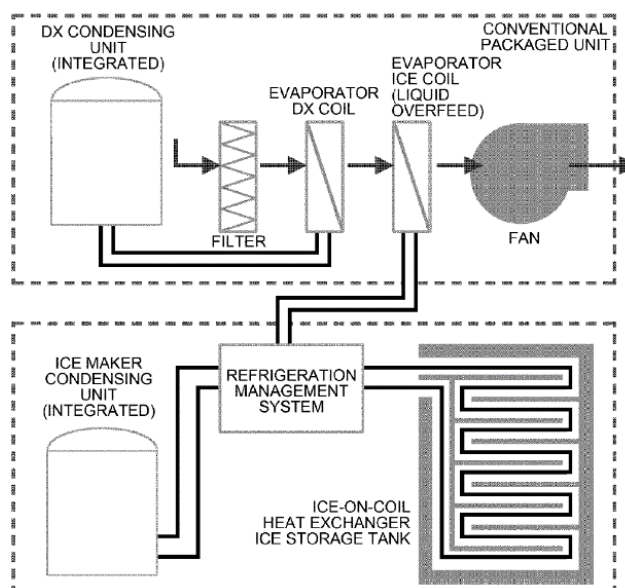 DX CONDENSING
UNIT
(INTEGRATED)
CONVENTIONAL
PACKAGED UNIT
EVAPORATOR
DX COIL
EVAPORATOR
ICE COIL
(LIQUID
OVERFEED)
FILTER
FAN
ICE MAKER
CONDENSING
UNIT
(INTEGRATED)
REFRIGERATION
MANAGEMENT
SYSTEM
ICE-ON-COIL
HEAT EXCHANGER
ICE STORAGE TANK